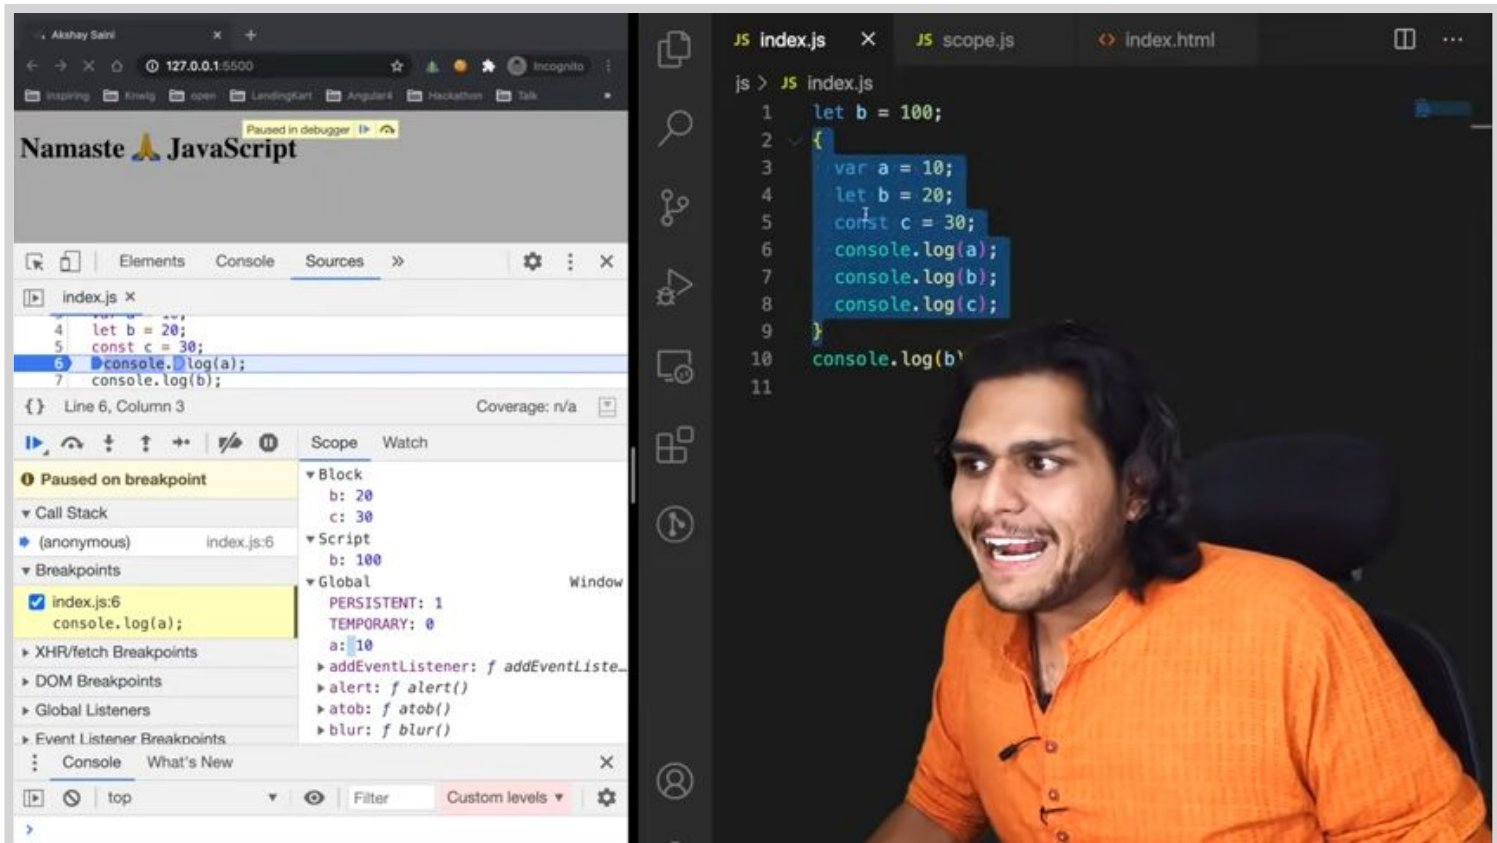 Akshay Saini
127.0.0.1:5500
Incognito
Inspiring Knwlg open LendingKart Angular4 Hackathon Talk
Paused in debugger
Namaste 🙏 JavaScript
Elements Console Sources »
index.js
4 let b = 20;
5 const c = 30;
6 console.log(a);
7 console.log(b);
{} Line 6, Column 3 Coverage: n/a
Scope Watch
Paused on breakpoint
Call Stack
(anonymous) index.js:6
Breakpoints
index.js:6
console.log(a);
XHR/fetch Breakpoints
DOM Breakpoints
Global Listeners
Event Listener Breakpoints
Block
b: 20
c: 30
Script
b: 100
Global Window
PERSISTENT: 1
TEMPORARY: 0
a: 10
addEventListener: ƒ addEventListe…
alert: ƒ alert()
atob: ƒ atob()
blur: ƒ blur()
Console What's New
top Filter Custom levels
JS index.js JS scope.js <> index.html
js > JS index.js
1 let b = 100;
2 {
3 var a = 10;
4 let b = 20;
5 const c = 30;
6 console.log(a);
7 console.log(b);
8 console.log(c);
9 }
10 console.log(b)
11